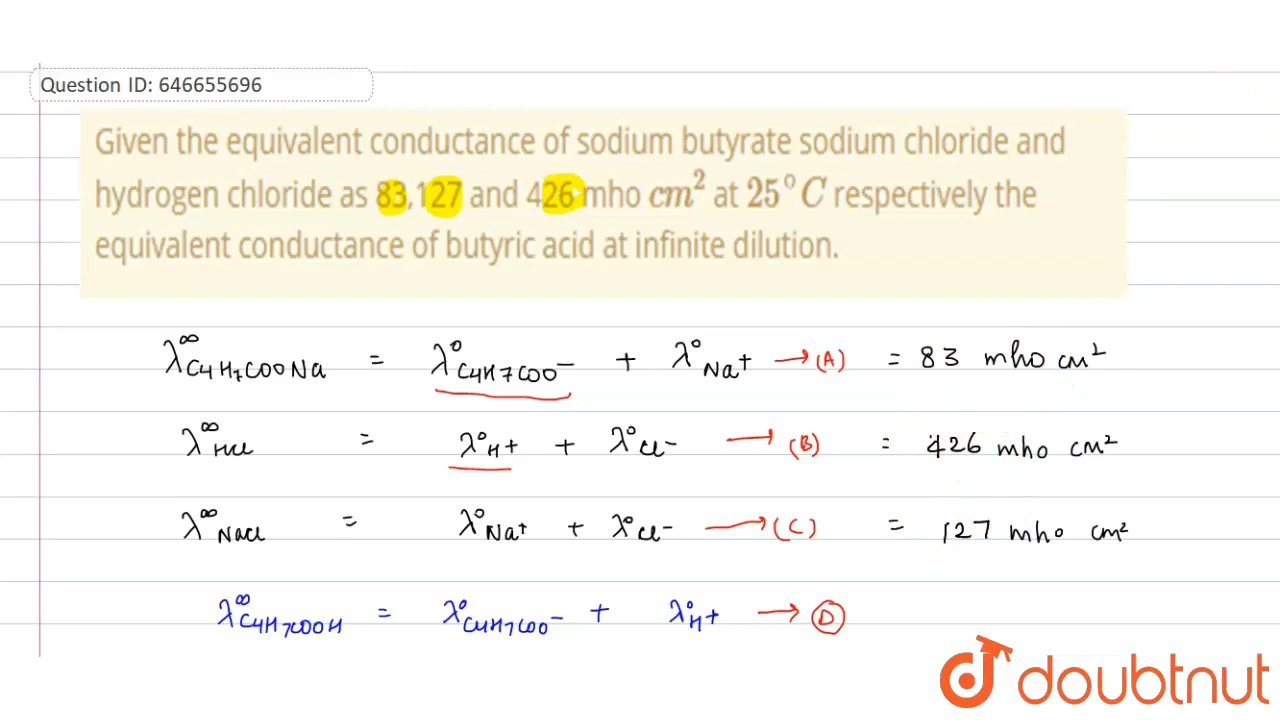 Question ID: 646655696
Given the equivalent conductance of sodium butyrate sodium chloride and
hydrogen chloride as 83,127 and 426 mho cm² at 25°C respectively the
equivalent conductance of butyric acid at infinite dilution.
λ∞C4H7COONa = λ°C4H7COO⁻ + λ°Na+ → (A) = 83 mho cm²
λ∞HCl = λ°H+ + λ°Cl⁻ → (B) = 426 mho cm²
λ∞NaCl = λ°Na+ + λ°Cl⁻ → (C) = 127 mho cm²
λ∞C4H7COOH = λ°C4H7COO⁻ + λ°H+ → D
doubtnut